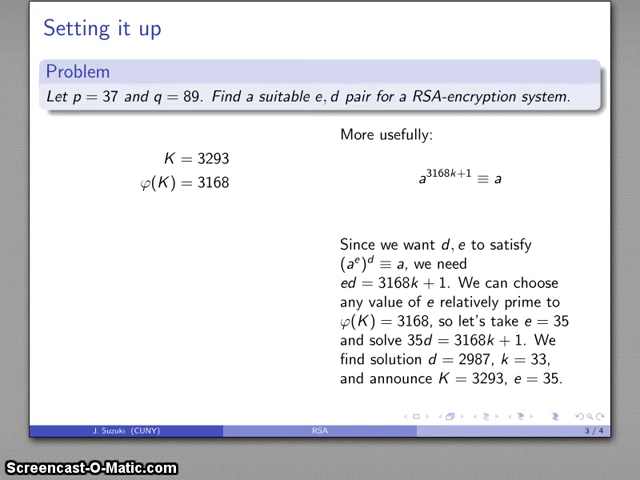 Setting it up
Problem
Let p = 37 and q = 89. Find a suitable e, d pair for a RSA-encryption system.
K = 3293
φ(K) = 3168
More usefully:
a^{3168k+1} ≡ a
Since we want d, e to satisfy
(a^e)^d ≡ a, we need
ed = 3168k + 1. We can choose
any value of e relatively prime to
φ(K) = 3168, so let's take e = 35
and solve 35d = 3168k + 1. We
find solution d = 2987, k = 33,
and announce K = 3293, e = 35.
J. Suzuki (CUNY)
RSA
3 / 4
Screencast-O-Matic.com